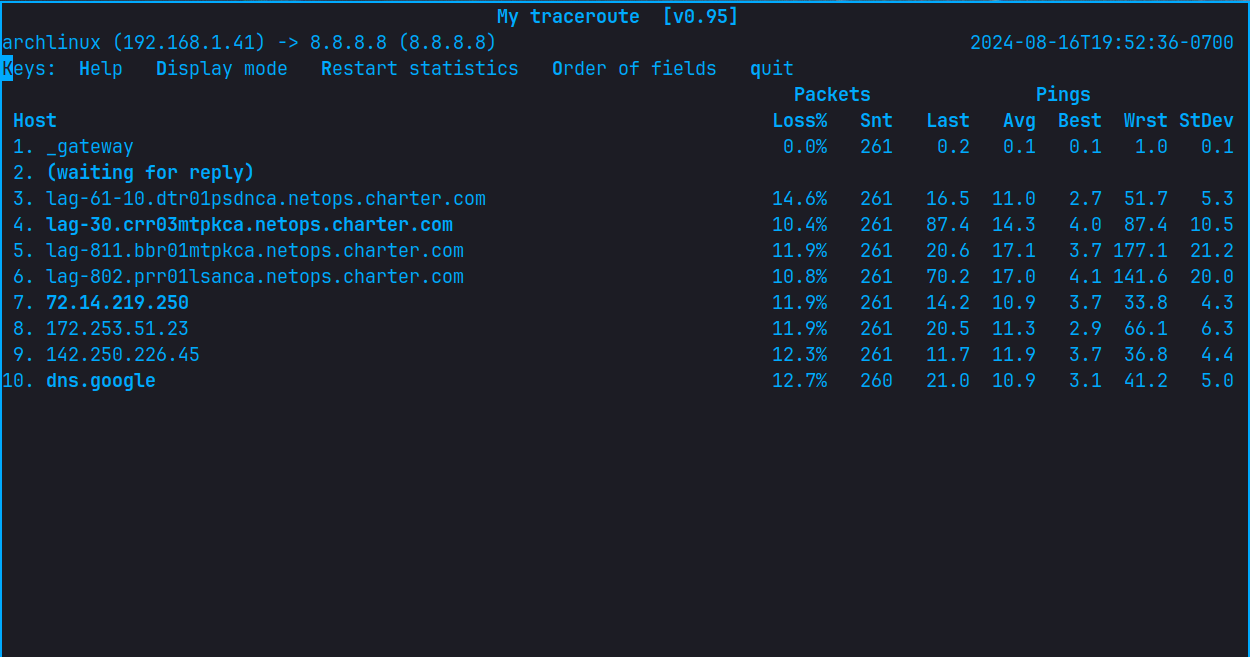 My traceroute  [v0.95]
archlinux (192.168.1.41) -> 8.8.8.8 (8.8.8.8)  2024-08-16T19:52:36-0700
Keys:  Help   Display mode   Restart statistics   Order of fields   quit
Packets  Pings
Host  Loss%  Snt  Last  Avg  Best  Wrst  StDev
1. _gateway  0.0%  261  0.2  0.1  0.1  1.0  0.1
2. (waiting for reply)
3. lag-61-10.dtr01psdnca.netops.charter.com  14.6%  261  16.5  11.0  2.7  51.7  5.3
4. lag-30.crr03mtpkca.netops.charter.com  10.4%  261  87.4  14.3  4.0  87.4  10.5
5. lag-811.bbr01mtpkca.netops.charter.com  11.9%  261  20.6  17.1  3.7  177.1  21.2
6. lag-802.prr01lsanca.netops.charter.com  10.8%  261  70.2  17.0  4.1  141.6  20.0
7. 72.14.219.250  11.9%  261  14.2  10.9  3.7  33.8  4.3
8. 172.253.51.23  11.9%  261  20.5  11.3  2.9  66.1  6.3
9. 142.250.226.45  12.3%  261  11.7  11.9  3.7  36.8  4.4
10. dns.google  12.7%  260  21.0  10.9  3.1  41.2  5.0